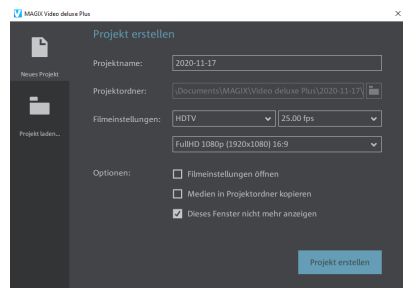 MAGIX Video deluxe Plus
Projekt erstellen
Neues Projekt
Projekt laden...
Projektname:
2020-11-17
Projektordner:
.\Documents\MAGIX\Video deluxe Plus\2020-11-17\
Filmeinstellungen:
HDTV
25.00 fps
FullHD 1080p (1920x1080) 16:9
Optionen:
Filmeinstellungen öffnen
Medien in Projektordner kopieren
Dieses Fenster nicht mehr anzeigen
Projekt erstellen